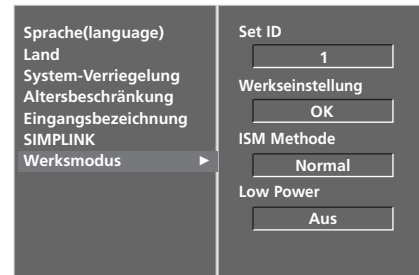 Sprache(language)
Land
System-Verriegelung
Altersbeschränkung
Eingangsbezeichnung
SIMPLINK
Werksmodus ►
Set ID
1
Werkseinstellung
OK
ISM Methode
Normal
Low Power
Aus